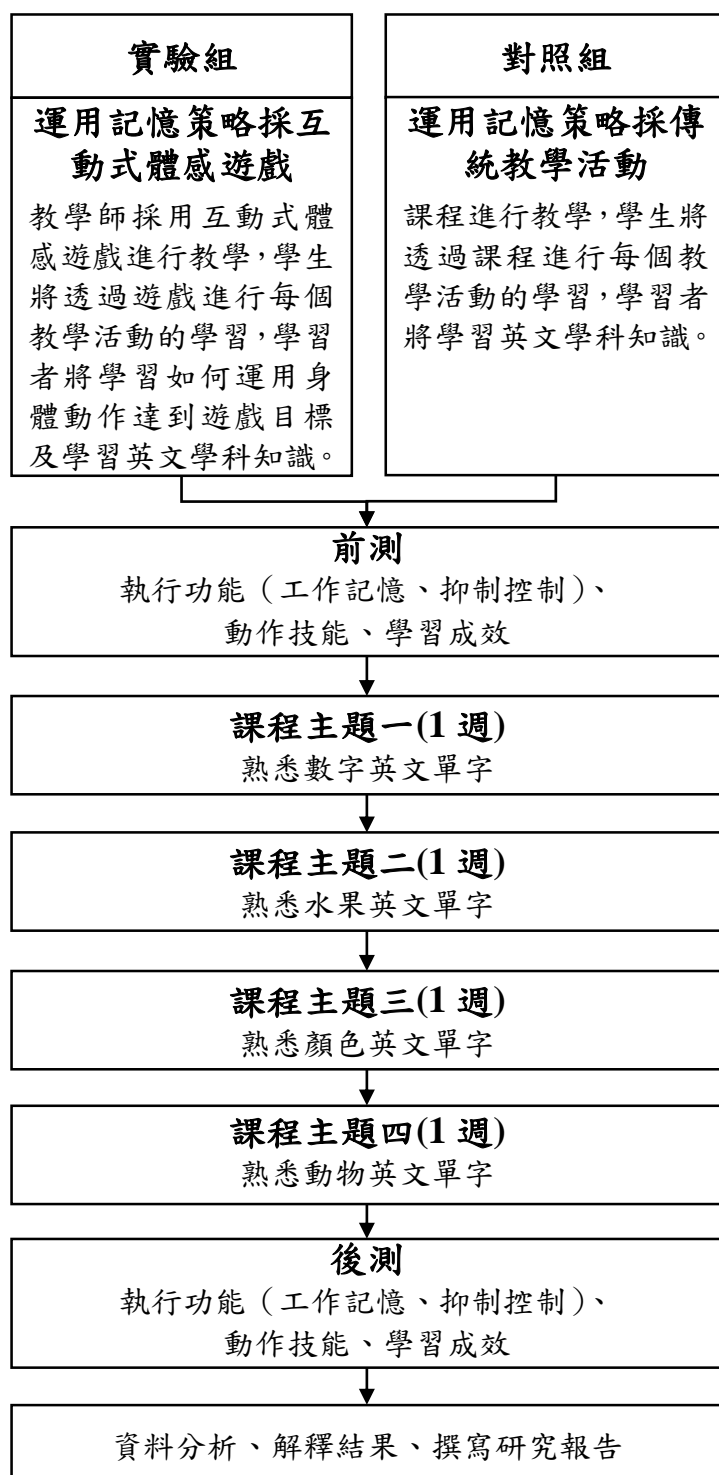 實驗組
運用記憶策略採互
動式體感遊戲
教學師採用互動式體
感遊戲進行教學，學生
將透過遊戲進行每個
教學活動的學習，學習
者將學習如何運用身
體動作達到遊戲目標
及學習英文學科知識。
對照組
運用記憶策略採傳
統教學活動
課程進行教學，學生將
透過課程進行每個教
學活動的學習，學習者
將學習英文學科知識。
前測
執行功能（工作記憶、抑制控制）、
動作技能、學習成效
課程主題一(1 週)
熟悉數字英文單字
課程主題二(1 週)
熟悉水果英文單字
課程主題三(1 週)
熟悉顏色英文單字
課程主題四(1 週)
熟悉動物英文單字
後測
執行功能（工作記憶、抑制控制）、
動作技能、學習成效
資料分析、解釋結果、撰寫研究報告